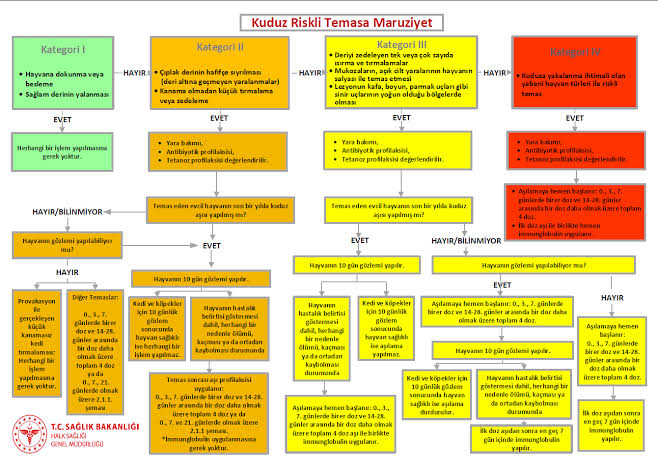 Kuduz Riskli Temasa Maruziyet
Kategori I
• Hayvana dokunma veya
besleme
• Sağlam derinin yalanması
HAYIR
Kategori II
• Çıplak derinin hafifçe sıyrılması
(deri altına geçmeyen yaralanmalar)
• Kanama olmadan küçük tırmalama
veya zedeleme
HAYIR
Kategori III
• Deriyi zedeleyen tek veya çok sayıda
ısırma ve tırmalamalar
• Mukozaların, açık cilt yaralarının hayvanın
salyası ile temas etmesi
• Lezyonun kafa, boyun, parmak uçları gibi
sinir uçlarının yoğun olduğu bölgelerde
olması
HAYIR
Kategori IV
• Kuduza yakalanma ihtimali olan
yabani hayvan türleri ile riskli
temas
EVET
EVET
EVET
EVET
Herhangi bir işlem yapılmasına
gerek yoktur.
• Yara bakımı,
• Antibiyotik profilaksisi,
• Tetanoz profilaksisi değerlendirilir.
• Yara bakımı,
• Antibiyotik profilaksisi,
• Tetanoz profilaksisi değerlendirilir.
• Yara bakımı,
• Antibiyotik profilaksisi,
• Tetanoz profilaksisi değerlendirilir.
Temas eden evcil hayvanın son bir yılda kuduz
aşısı yapılmış mı?
Temas eden evcil hayvanın son bir yılda kuduz
aşısı yapılmış mı?
• Aşılamaya hemen başlanır: 0., 3., 7.
günlerde birer doz ve 14-28. günler
arasında bir doz daha olmak üzere toplam
4 doz.
• İlk doz aşı ile birlikte hemen
immunglobulin uygulanır.
HAYIR/BİLİNMİYOR
EVET
EVET
HAYIR/BİLİNMİYOR
Hayvanın gözlemi yapılabiliyor
mu?
Hayvanın 10 gün gözlemi yapılır.
Hayvanın 10 gün gözlemi yapılır.
Hayvanın gözlemi yapılabiliyor mu?
HAYIR
EVET
HAYIR
Provakasyon
ile
gerçekleşen
küçük
kanamasız
kedi
tırmalaması:
Herhangi bir
işlem
yapılmasına
gerek yoktur.
Diğer Temaslar:
0., 3., 7.
günlerde birer
doz ve 14-28.
günler arasında
bir doz daha
olmak üzere
toplam 4 doz
ya da
0., 7., 21.
günlerde olmak
üzere 2.1.1.
şeması
Kedi ve köpekler
için 10 günlük
gözlem
sonucunda
hayvan sağlıklı
ise herhangi bir
işlem yapılmaz.
Hayvanın hastalık
belirtisi göstermesi
dahil, herhangi bir
nedenle ölümü,
kaçması ya da ortadan
kaybolması durumunda
Temas sonrası aşı profilaksisi
uygulanır:
0., 3., 7. günlerde birer doz ve 14-28.
günler arasında bir doz daha olmak
üzere toplam 4 doz ya da
0., 7. ve 21. günlerde olmak üzere
2.1.1 şeması.
*Immunglobulin uygulanmasına
gerek yoktur.
Hayvanın
hastalık belirtisi
göstermesi
dahil, herhangi
bir nedenle
ölümü, kaçması
ya da ortadan
kaybolması
durumunda
Kedi ve köpekler
için 10 günlük
gözlem
sonucunda
hayvan sağlıklı
ise aşılama
yapılmaz.
Aşılamaya hemen başlanır: 0., 3.,
7. günlerde birer doz ve 14-28.
günler arasında bir doz daha olmak
üzere toplam 4 doz aşı ile birlikte
immunglobulin uygulanır.
Aşılamaya hemen başlanır: 0., 3., 7.
günlerde birer doz ve 14-28. günler arasında
bir doz daha olmak üzere toplam 4 doz.
Hayvanın 10 günü gözlemi yapılır.
Kedi ve köpekler için
10 günlük gözlem
sonucunda hayvan
sağlıklı ise aşılama
durdurulur.
Hayvanın hastalık belirtisi
göstermesi dahil, herhangi bir
nedenle ölümü, kaçması ya da
ortadan kaybolması
durumunda
İlk doz aşıdan sonra en geç 7
gün içinde immunglobulin
yapılır.
Aşılamaya hemen
başlanır: 0., 3., 7.
günlerde birer doz
ve 14-28. günler
arasında bir doz
daha olmak üzere
toplam 4 doz.
İlk doz aşıdan sonra
en geç 7 gün içinde
immunglobulin
yapılır.
T.C. SAĞLIK BAKANLIĞI
HALK SAĞLIĞI
GENEL MÜDÜRLÜĞÜ